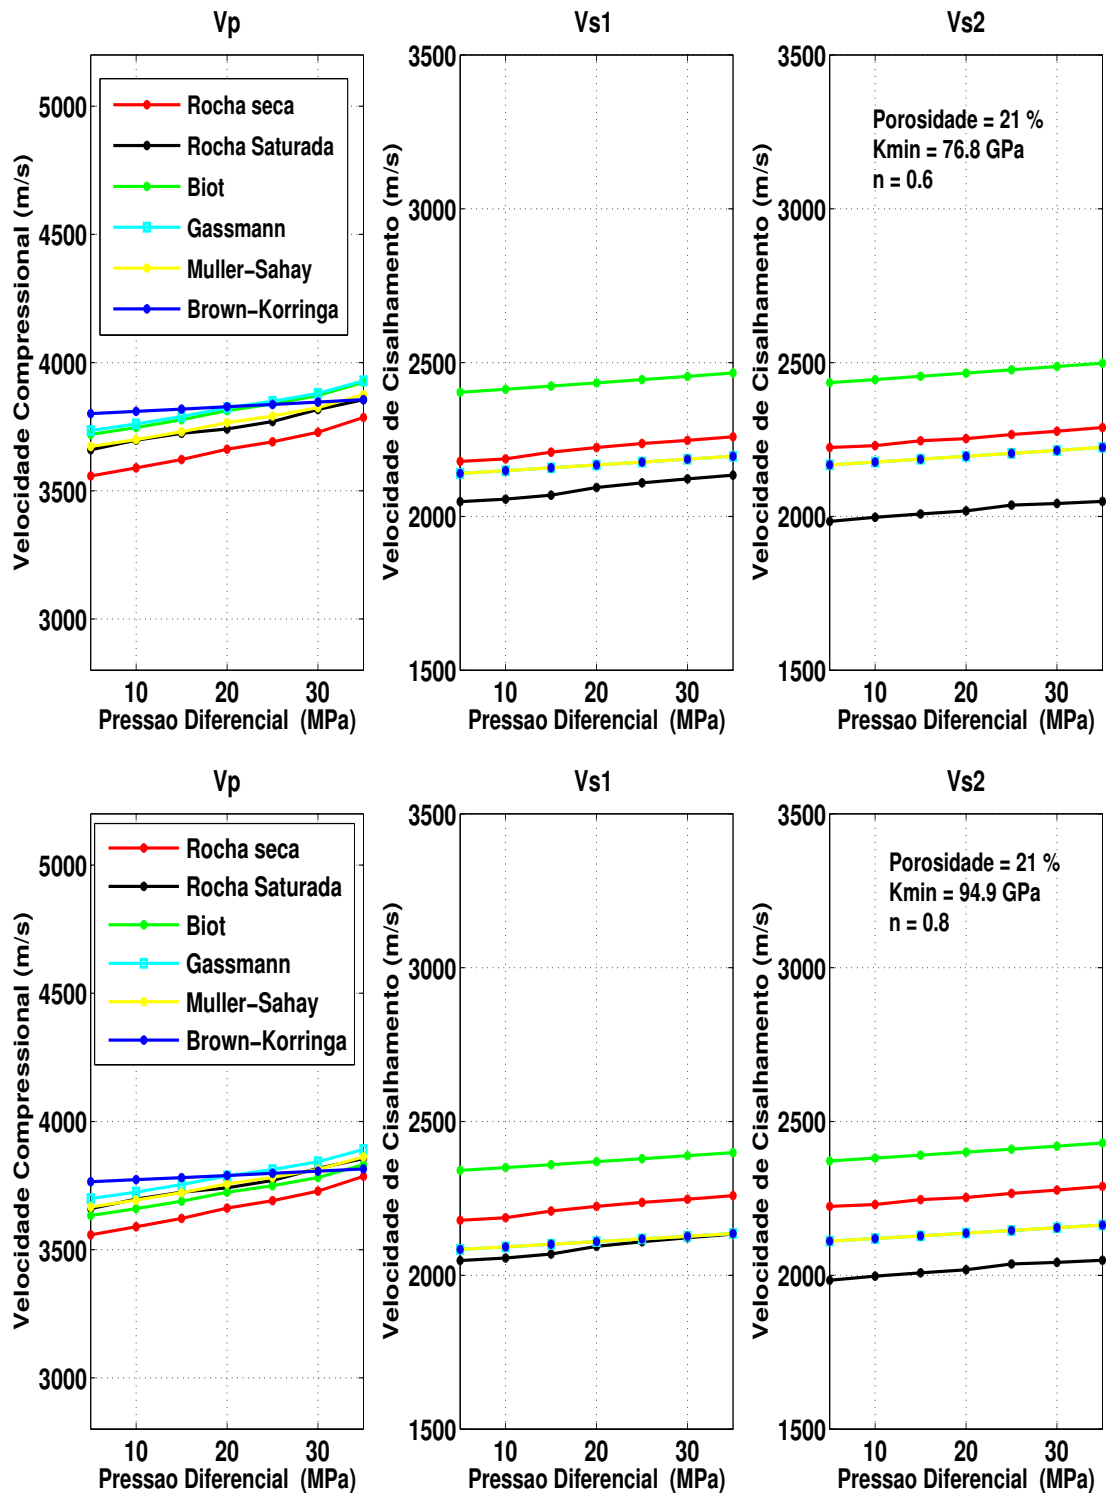 Vp
Vs1
Vs2
5000
4500
4000
3500
3000
Velocidade Compressional (m/s)
Rocha seca
Rocha Saturada
Biot
Gassmann
Muller-Sahay
Brown-Korringa
10
20
30
Pressao Diferencial (MPa)
3500
3000
2500
2000
1500
Velocidade de Cisalhamento (m/s)
10
20
30
Pressao Diferencial (MPa)
3500
3000
2500
2000
1500
Velocidade de Cisalhamento (m/s)
Porosidade = 21 %
Kmin = 76.8 GPa
n = 0.6
10
20
30
Pressao Diferencial (MPa)
Vp
Vs1
Vs2
5000
4500
4000
3500
3000
Velocidade Compressional (m/s)
Rocha seca
Rocha Saturada
Biot
Gassmann
Muller-Sahay
Brown-Korringa
10
20
30
Pressao Diferencial (MPa)
3500
3000
2500
2000
1500
Velocidade de Cisalhamento (m/s)
10
20
30
Pressao Diferencial (MPa)
3500
3000
2500
2000
1500
Velocidade de Cisalhamento (m/s)
Porosidade = 21 %
Kmin = 94.9 GPa
n = 0.8
10
20
30
Pressao Diferencial (MPa)